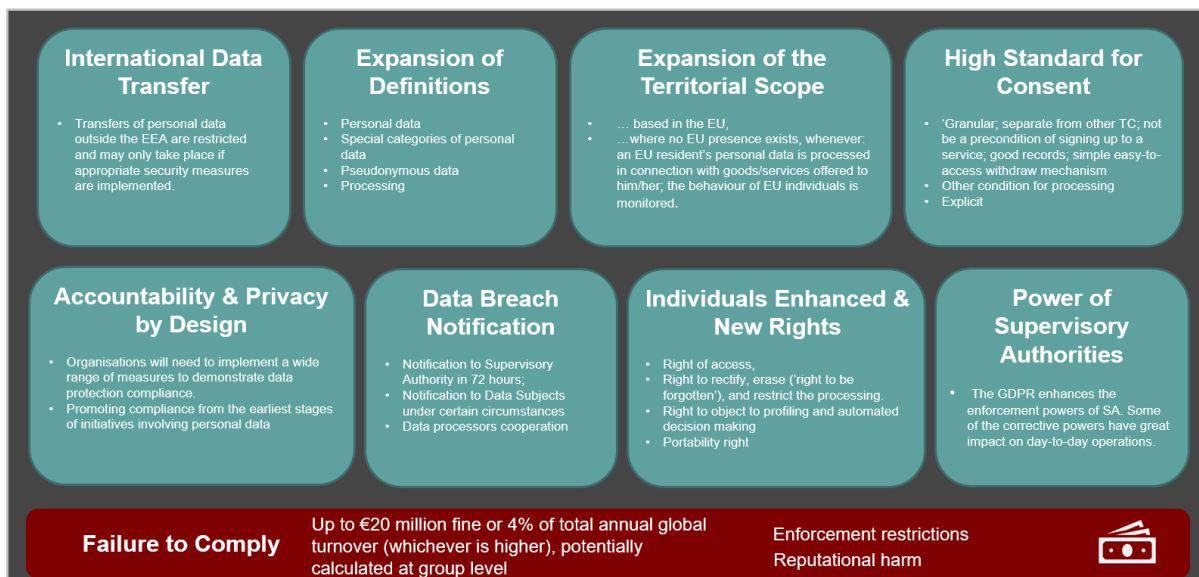 International Data
Transfer
• Transfers of personal data
outside the EEA are restricted
and may only take place if
appropriate security measures
are implemented.
Expansion of
Definitions
• Personal data
• Special categories of personal
data
• Pseudonymous data
• Processing
Expansion of the
Territorial Scope
• … based in the EU,
• …where no EU presence exists, whenever:
an EU resident’s personal data is processed
in connection with goods/services offered to
him/her; the behaviour of EU individuals is
monitored.
High Standard for
Consent
• ‘Granular; separate from other TC; not
be a precondition of signing up to a
service; good records; simple easy-to-
access withdraw mechanism
• Other condition for processing
• Explicit
Accountability & Privacy
by Design
• Organisations will need to implement a wide
range of measures to demonstrate data
protection compliance.
• Promoting compliance from the earliest stages
of initiatives involving personal data
Data Breach
Notification
• Notification to Supervisory
Authority in 72 hours;
• Notification to Data Subjects
under certain circumstances
• Data processors cooperation
Individuals Enhanced &
New Rights
• Right of access,
• Right to rectify, erase (‘right to be
forgotten’), and restrict the processing.
• Right to object to profiling and automated
decision making
• Portability right
Power of
Supervisory
Authorities
• The GDPR enhances the
enforcement powers of SA. Some
of the corrective powers have great
impact on day-to-day operations.
Failure to Comply
Up to €20 million fine or 4% of total annual global
turnover (whichever is higher), potentially
calculated at group level
Enforcement restrictions
Reputational harm